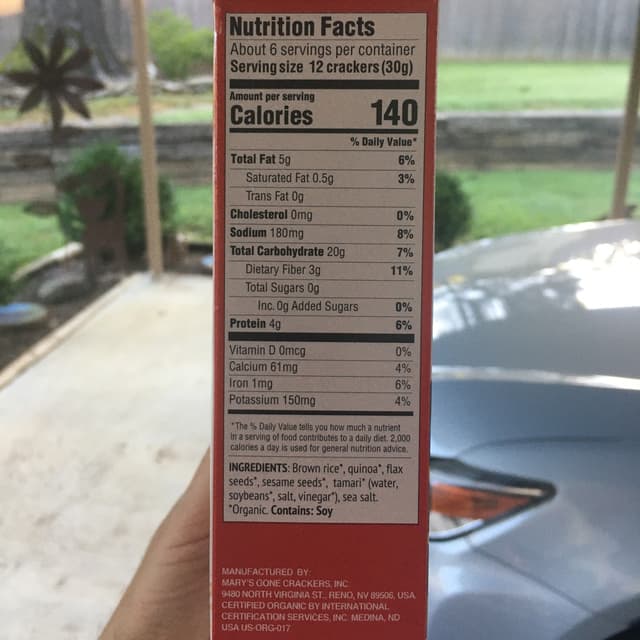 Nutrition Facts
About 6 servings per container
Serving size 12 crackers (30g)
Amount per serving
Calories 140
% Daily Value*
Total Fat 5g 6%
Saturated Fat 0.5g 3%
Trans Fat 0g
Cholesterol 0mg 0%
Sodium 180mg 8%
Total Carbohydrate 20g 7%
Dietary Fiber 3g 11%
Total Sugars 0g
Inc. 0g Added Sugars 0%
Protein 4g 6%
Vitamin D 0mcg 0%
Calcium 61mg 4%
Iron 1mg 6%
Potassium 150mg 4%
*The % Daily Value tells you how much a nutrient
in a serving of food contributes to a daily diet. 2,000
calories a day is used for general nutrition advice.
INGREDIENTS: Brown rice*, quinoa*, flax
seeds*, sesame seeds*, tamari* (water,
soybeans*, salt, vinegar*), sea salt.
*Organic. Contains: Soy
MANUFACTURED BY:
MARY'S GONE CRACKERS, INC.
9480 NORTH VIRGINIA ST., RENO, NV 89506, USA
CERTIFIED ORGANIC BY INTERNATIONAL
CERTIFICATION SERVICES, INC. MEDINA, ND
USA US-ORG-017